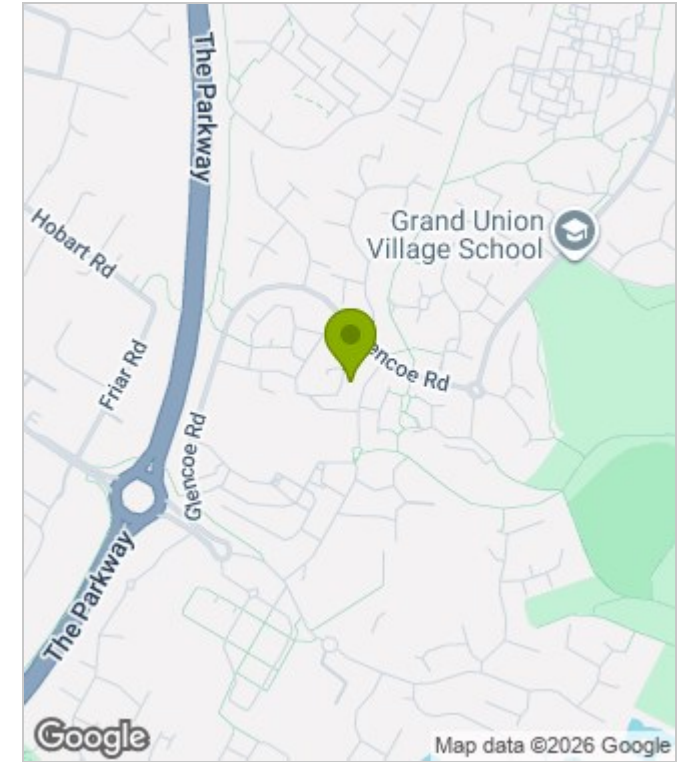 The Parkway
Hobart Rd
Grand Union
Village School
Friar Rd
encoe Rd
Glencoe Rd
The Parkway
Google
Map data ©2026 Google